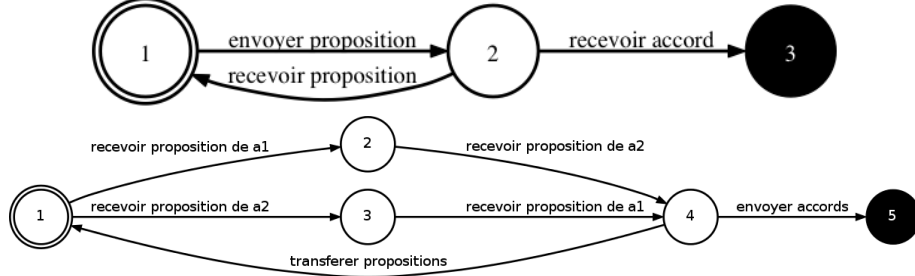 envoyer proposition
recevoir accord
1
2
3
recevoir proposition
recevoir proposition de a1
2
recevoir proposition de a2
1
recevoir proposition de a2
3
recevoir proposition de a1
4
envoyer accords
5
transferer propositions